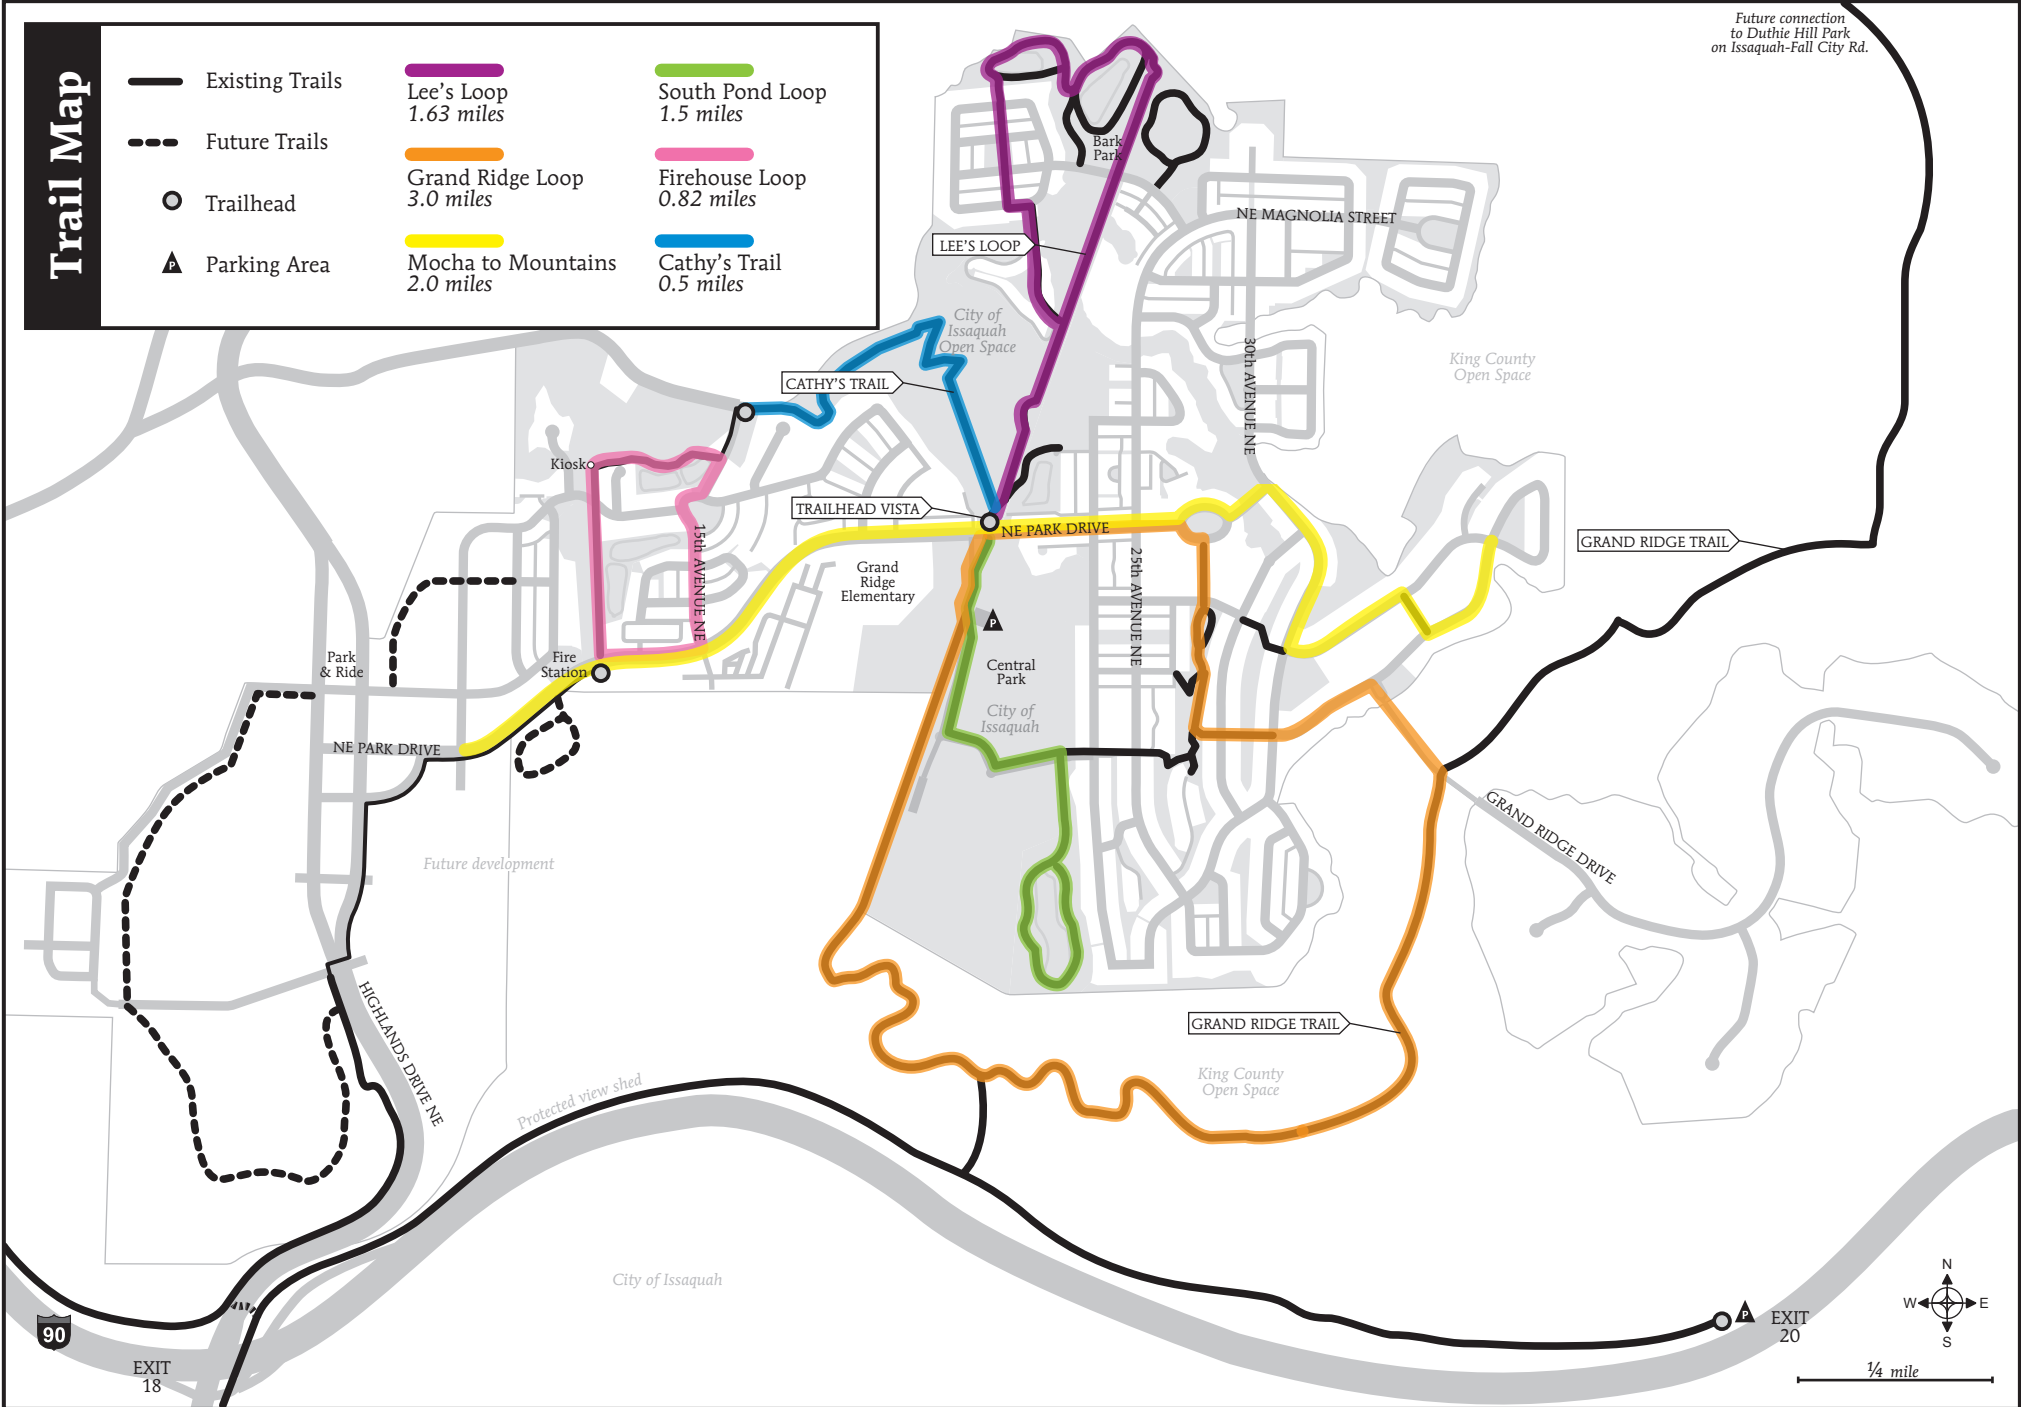 Trail Map
Existing Trails
Future Trails
Trailhead
P
Parking Area
Lee's Loop
1.63 miles
Grand Ridge Loop
3.0 miles
Mocha to Mountains
2.0 miles
South Pond Loop
1.5 miles
Firehouse Loop
0.82 miles
Cathy's Trail
0.5 miles
Future connection
to Duthie Hill Park
on Issaquah-Fall City Rd.
Bark
Park
NE MAGNOLIA STREET
LEE'S LOOP
City of
Issaquah
Open Space
30th AVENUE NE
King County
Open Space
CATHY'S TRAIL
Kiosk
TRAILHEAD VISTA
NE PARK DRIVE
15th AVENUE NE
25th AVENUE NE
GRAND RIDGE TRAIL
Grand
Ridge
Elementary
P
Park
& Ride
Fire
Station
Central
Park
City of
Issaquah
NE PARK DRIVE
GRAND RIDGE DRIVE
Future development
HIGHLANDS DRIVE NE
GRAND RIDGE TRAIL
King County
Open Space
Protected view shed
City of Issaquah
90
EXIT
18
P
EXIT
20
N
W
E
S
¼ mile